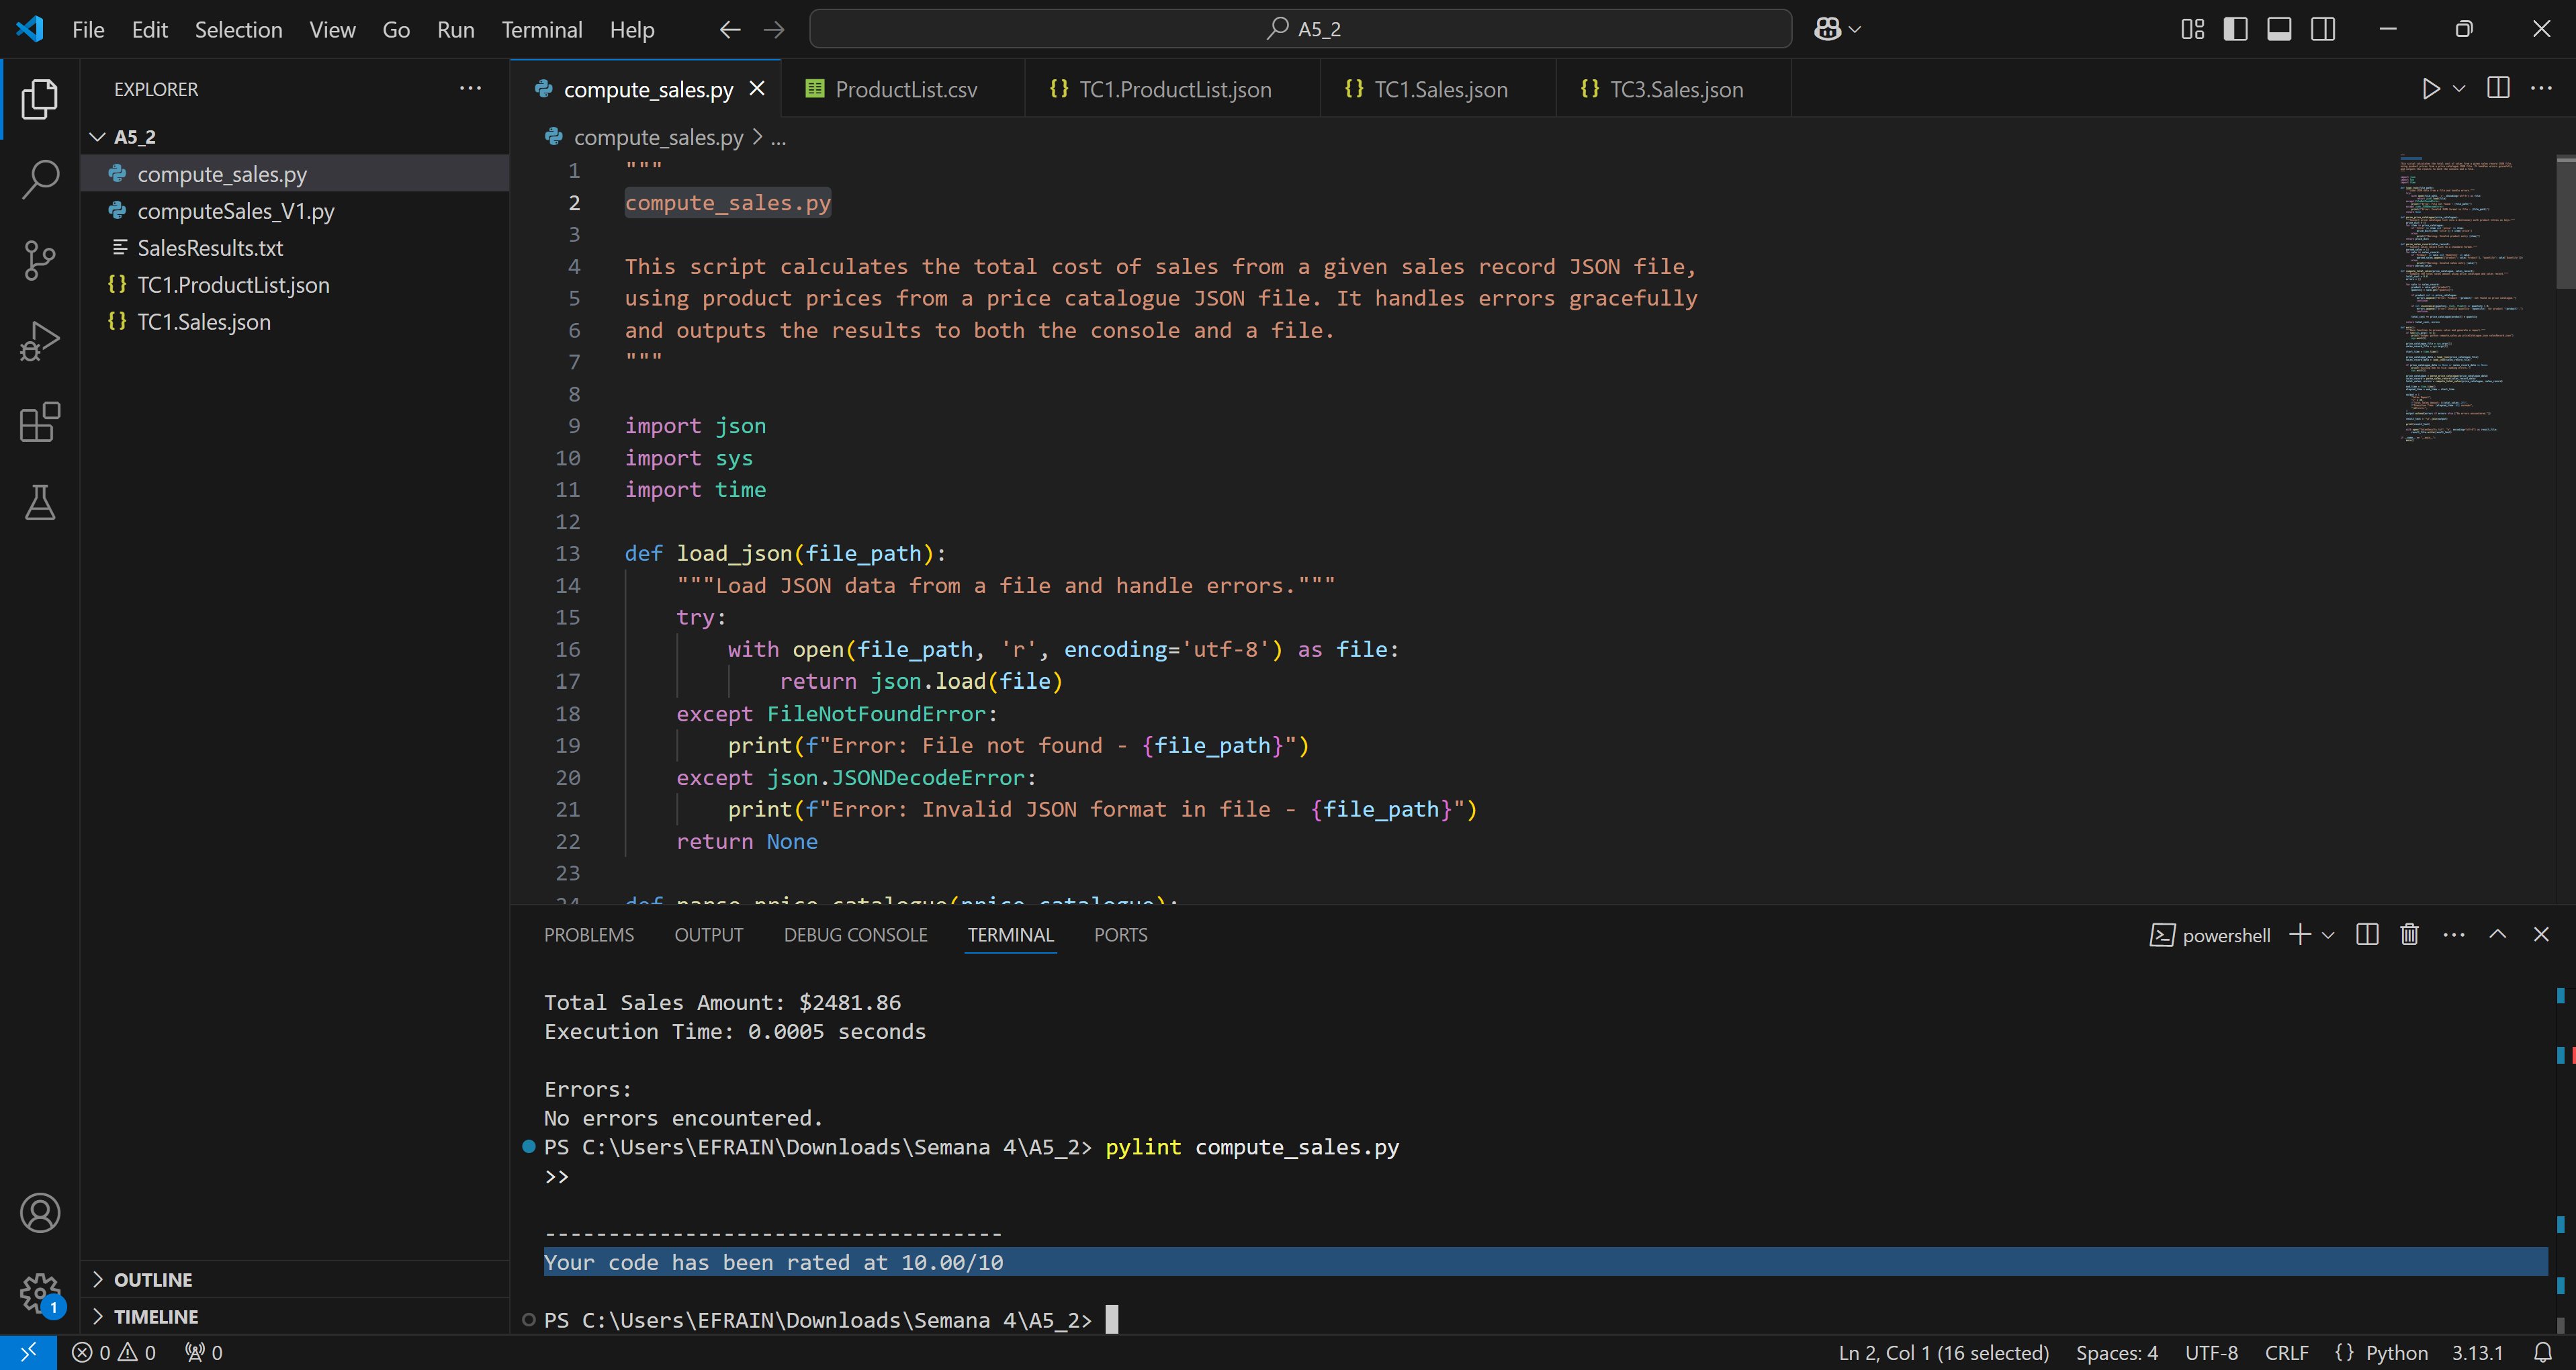 File Edit Selection View Go Run Terminal Help
A5_2
EXPLORER
A5_2
compute_sales.py
computeSales_V1.py
SalesResults.txt
TC1.ProductList.json
TC1.Sales.json
OUTLINE
TIMELINE
compute_sales.py
ProductList.csv
TC1.ProductList.json
TC1.Sales.json
TC3.Sales.json
compute_sales.py > ...
1 """
2 compute_sales.py
3
4 This script calculates the total cost of sales from a given sales record JSON file,
5 using product prices from a price catalogue JSON file. It handles errors gracefully
6 and outputs the results to both the console and a file.
7 """
8
9 import json
10 import sys
11 import time
12
13 def load_json(file_path):
14 """Load JSON data from a file and handle errors."""
15 try:
16 with open(file_path, 'r', encoding='utf-8') as file:
17 return json.load(file)
18 except FileNotFoundError:
19 print(f"Error: File not found - {file_path}")
20 except json.JSONDecodeError:
21 print(f"Error: Invalid JSON format in file - {file_path}")
22 return None
23
24 def parse_price_catalogue(price_catalogue):
PROBLEMS OUTPUT DEBUG CONSOLE TERMINAL PORTS
powershell
Total Sales Amount: $2481.86
Execution Time: 0.0005 seconds
Errors:
No errors encountered.
PS C:\Users\EFRAIN\Downloads\Semana 4\A5_2> pylint compute_sales.py
>>
------------------------------------
Your code has been rated at 10.00/10
PS C:\Users\EFRAIN\Downloads\Semana 4\A5_2>
1
0 0 0
Ln 2, Col 1 (16 selected) Spaces: 4 UTF-8 CRLF {} Python 3.13.1